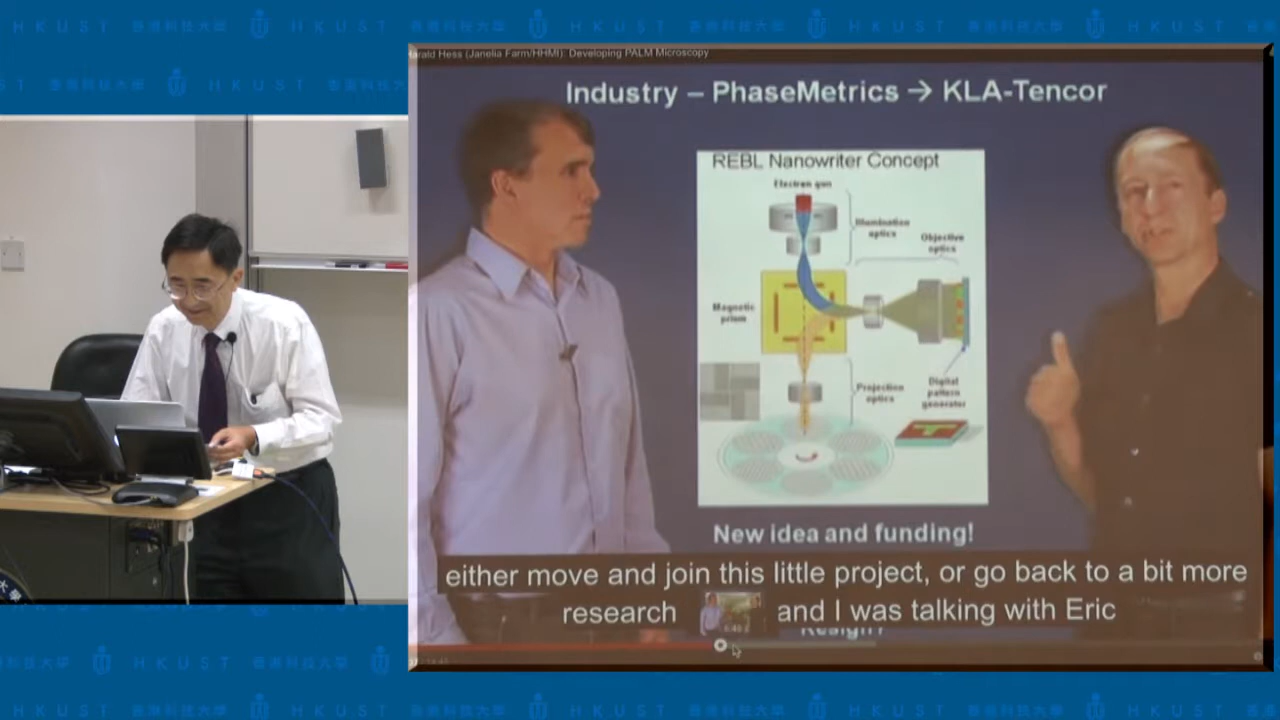 HKUST 香港科技大學
Harald Hess (Janelia Farm/HHMI): Developing PALM Microscopy
Industry – PhaseMetrics → KLA-Tencor
REBL Nanowriter Concept
Electron gun
Illumination
optics
Objective
optics
Magnetic
prism
Projection
optics
Digital
pattern
generator
New idea and funding!
either move and join this little project, or go back to a bit more
research and I was talking with Eric
Resign?